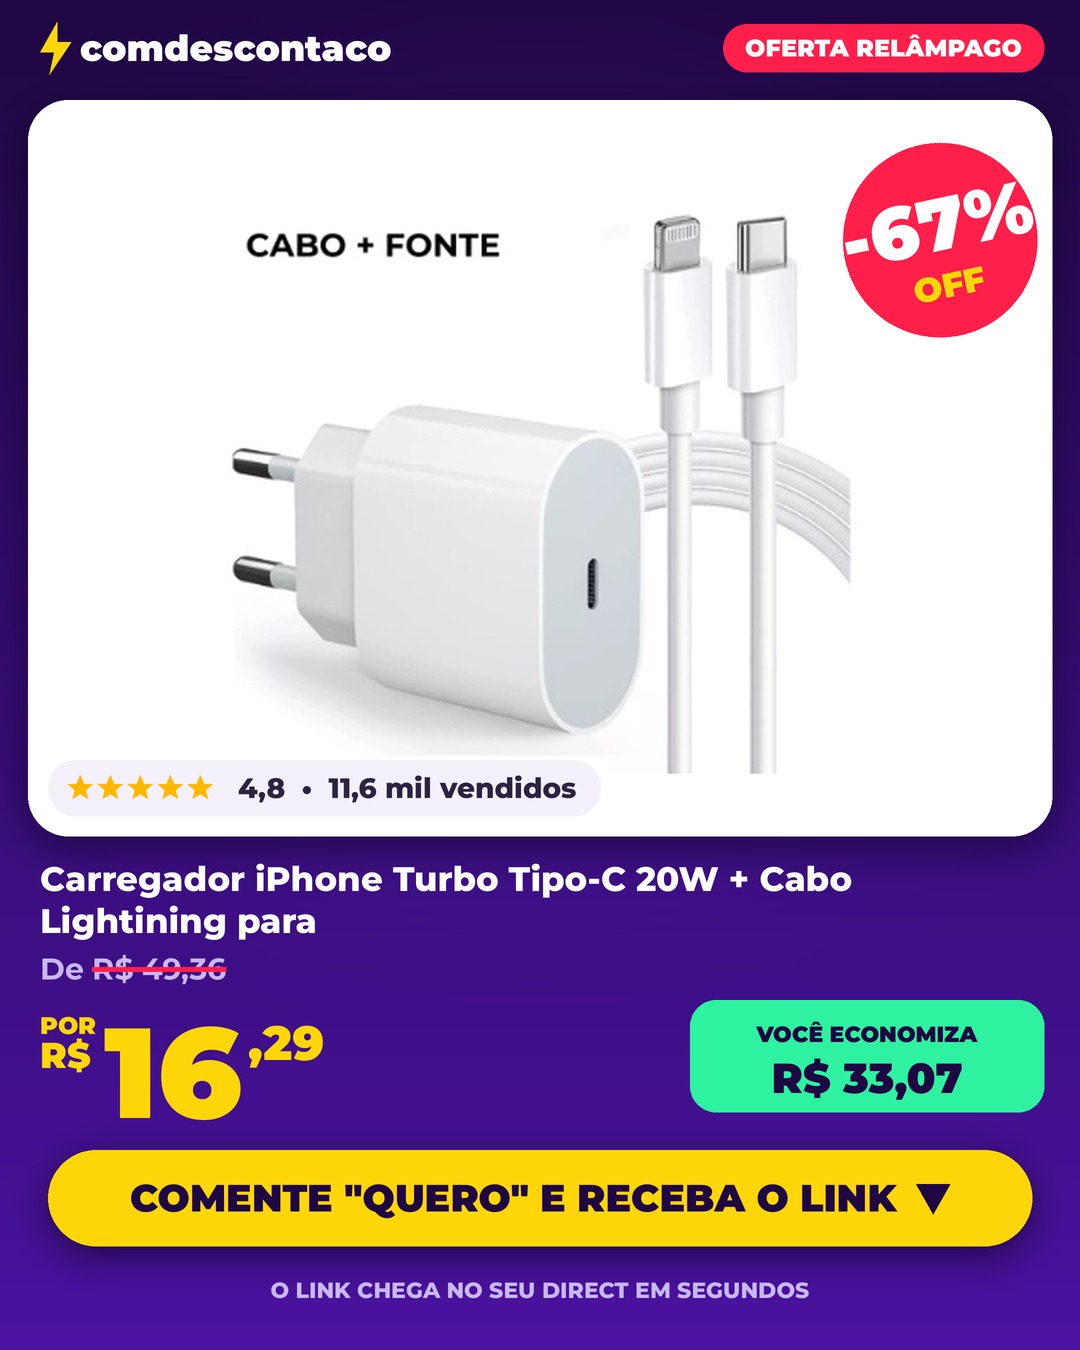 comdescontaco
OFERTA RELÂMPAGO
CABO + FONTE
-67%
OFF
4,8 • 11,6 mil vendidos
Carregador iPhone Turbo Tipo-C 20W + Cabo
Lightining para
De R$ 49,36
POR
R$ 16,29
VOCÊ ECONOMIZA
R$ 33,07
COMENTE "QUERO" E RECEBA O LINK ▼
O LINK CHEGA NO SEU DIRECT EM SEGUNDOS